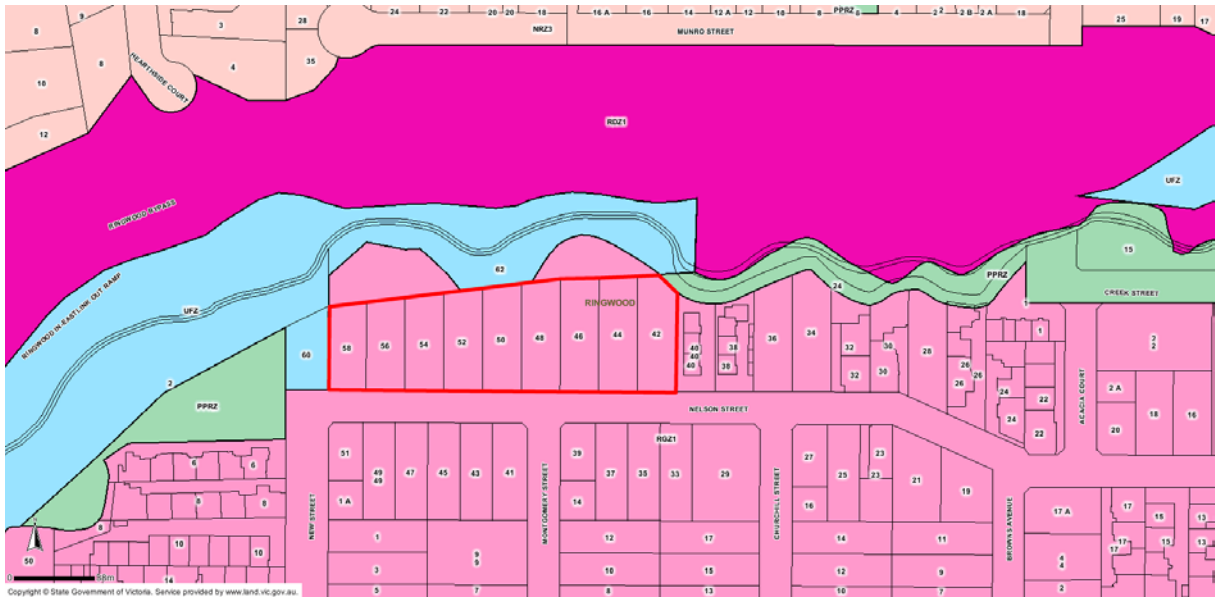 24 22 20 20 18 16 A 16 14 12 A 12 10 8 PPRZ 6 4 2 2 2 B 2 A 18
8 9 3 28 NRZ3 MUNRO STREET 25 19 17
8 HEARTHSIDE COURT 4 35
10
12 RDZ1
UFZ
RINGWOOD BYPASS
15
62 PPRZ
24
RINGWOOD IN-EASTLINK OUT RAMP UFZ RINGWOOD 1 CREEK STREET
58 56 54 52 50 48 46 44 42 40 40 40 38 38 36 34 32 32 30 30 28 26 26 26 1 22 22 24 24 ACACIA COURT 2 A 20 18 16
60
2
PPRZ NELSON STREET
RGZ1
51 49 49 47 45 43 41 39 37 35 33 29 27 25 23 23 21 19
6 6
1 A 14 16
8 8 NEW STREET MONTGOMERY STREET CHURCHILL STREET BROWNS AVENUE 17 A 17 15 13
8
50 10 10 1 9 9 12 17 14 11 4 4 17 17 15 13
3 10 15 12 9
14 5 7 8 13 10 7 2
0
Copyright © State Government of Victoria. Service provided by www.land.vic.gov.au.